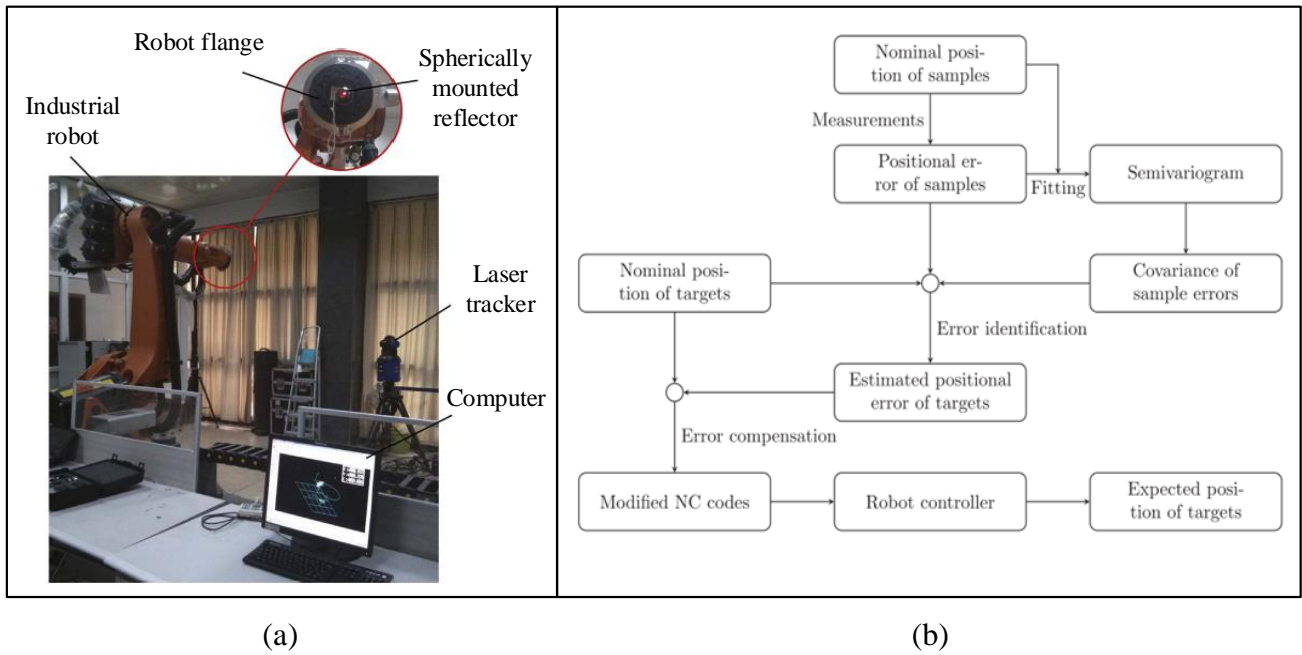 Robot flange
Spherically
mounted
reflector
Industrial
robot
Laser
tracker
Computer
(a)
Nominal posi-
tion of samples
Measurements
Positional er-
ror of samples
Fitting
Semivariogram
Nominal posi-
tion of targets
Covariance of
sample errors
Error identification
Estimated positional
error of targets
Error compensation
Modified NC codes
Robot controller
Expected posi-
tion of targets
(b)